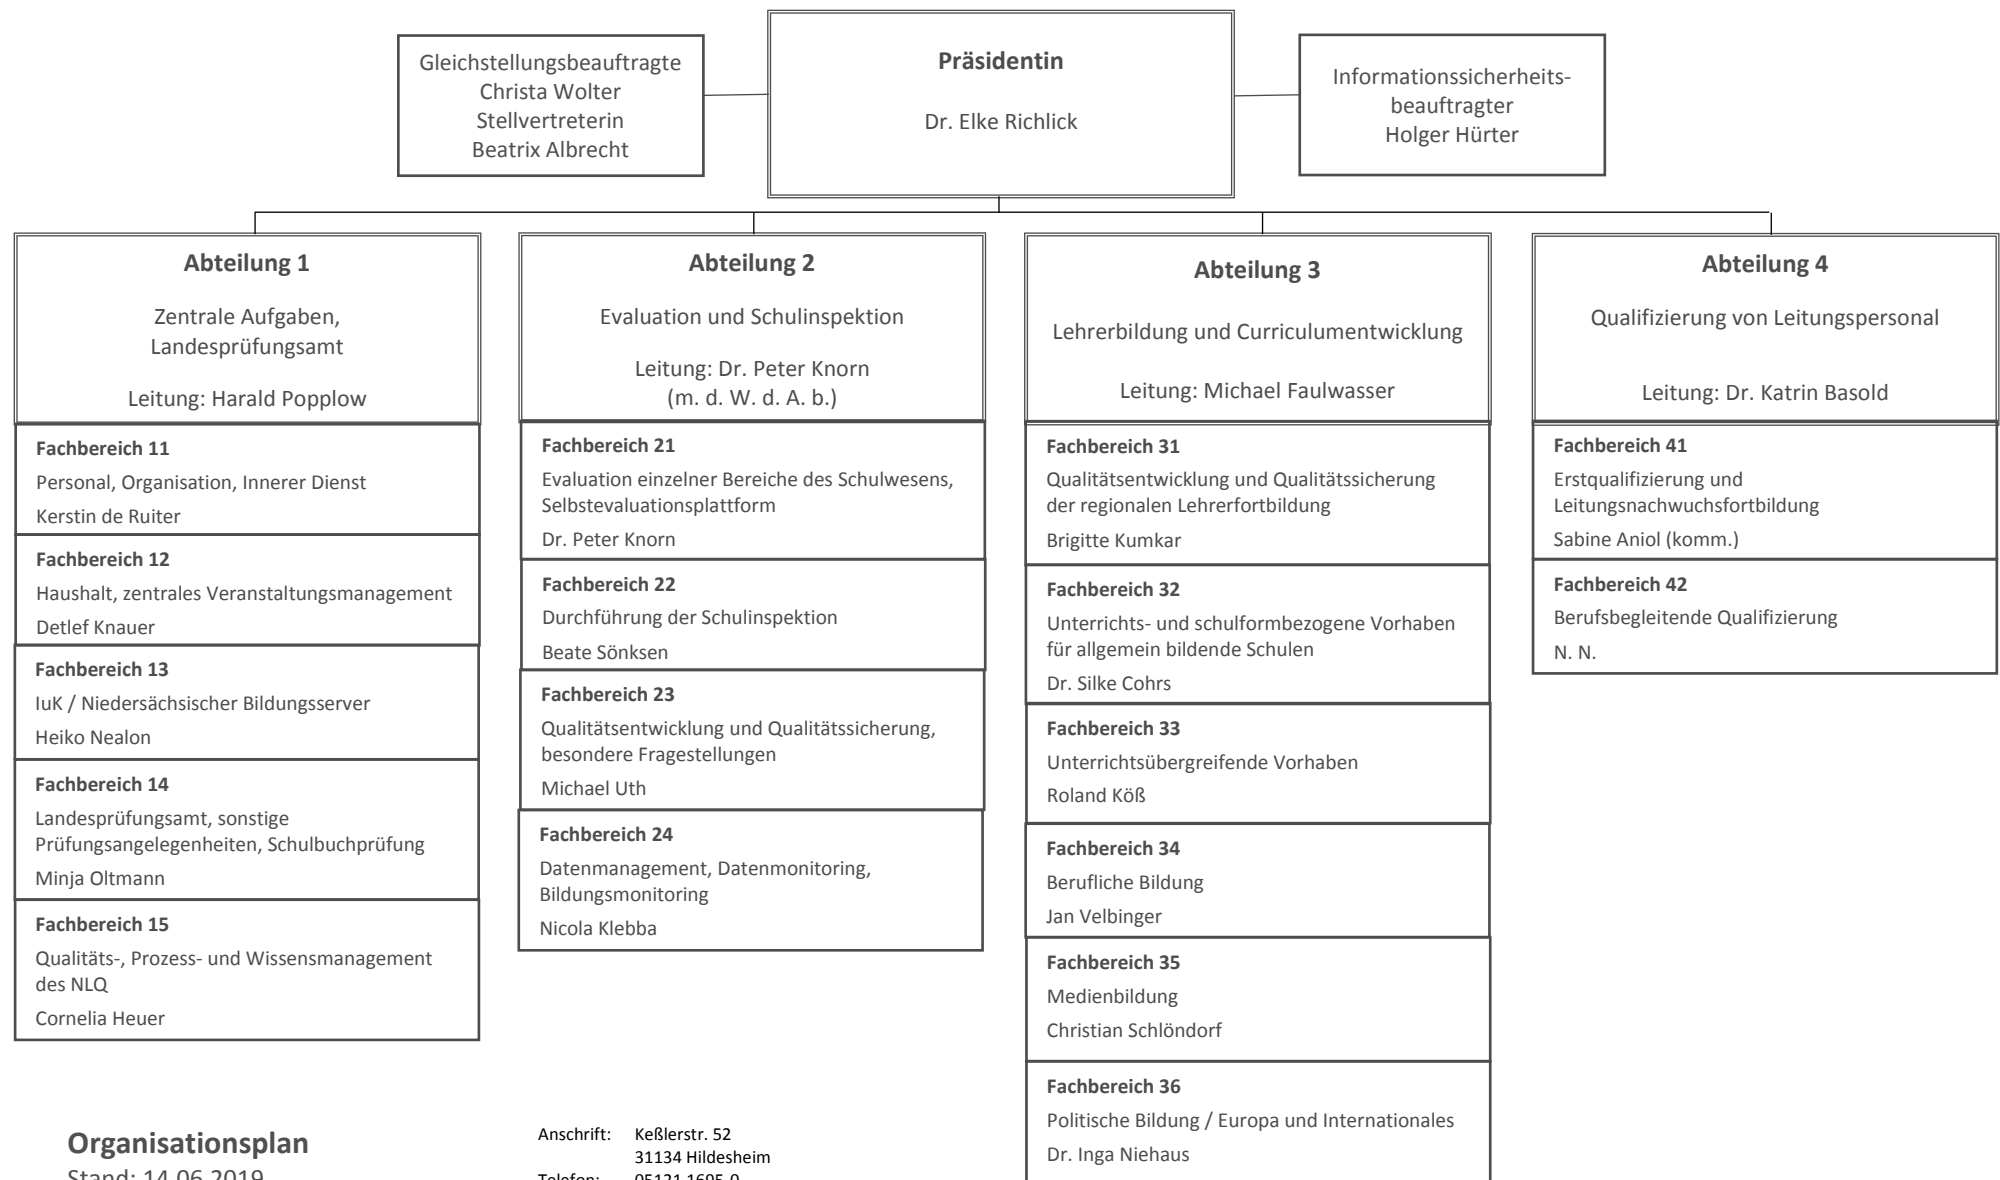 Gleichstellungsbeauftragte
Christa Wolter
Stellvertreterin
Beatrix Albrecht
Präsidentin
Dr. Elke Richlick
Informationssicherheits-
beauftragter
Holger Hürter
Abteilung 1
Zentrale Aufgaben,
Landesprüfungsamt
Leitung: Harald Popplow
Fachbereich 11
Personal, Organisation, Innerer Dienst
Kerstin de Ruiter
Fachbereich 12
Haushalt, zentrales Veranstaltungsmanagement
Detlef Knauer
Fachbereich 13
IuK / Niedersächsischer Bildungsserver
Heiko Nealon
Fachbereich 14
Landesprüfungsamt, sonstige
Prüfungsangelegenheiten, Schulbuchprüfung
Minja Oltmann
Fachbereich 15
Qualitäts-, Prozess- und Wissensmanagement
des NLQ
Cornelia Heuer
Abteilung 2
Evaluation und Schulinspektion
Leitung: Dr. Peter Knorn
(m. d. W. d. A. b.)
Fachbereich 21
Evaluation einzelner Bereiche des Schulwesens,
Selbstevaluationsplattform
Dr. Peter Knorn
Fachbereich 22
Durchführung der Schulinspektion
Beate Sönksen
Fachbereich 23
Qualitätsentwicklung und Qualitätssicherung,
besondere Fragestellungen
Michael Uth
Fachbereich 24
Datenmanagement, Datenmonitoring,
Bildungsmonitoring
Nicola Klebba
Abteilung 3
Lehrerbildung und Curriculumentwicklung
Leitung: Michael Faulwasser
Fachbereich 31
Qualitätsentwicklung und Qualitätssicherung
der regionalen Lehrerfortbildung
Brigitte Kumkar
Fachbereich 32
Unterrichts- und schulformbezogene Vorhaben
für allgemein bildende Schulen
Dr. Silke Cohrs
Fachbereich 33
Unterrichtsübergreifende Vorhaben
Roland Köß
Fachbereich 34
Berufliche Bildung
Jan Velbinger
Fachbereich 35
Medienbildung
Christian Schlöndorf
Fachbereich 36
Politische Bildung / Europa und Internationales
Dr. Inga Niehaus
Abteilung 4
Qualifizierung von Leitungspersonal
Leitung: Dr. Katrin Basold
Fachbereich 41
Erstqualifizierung und
Leitungsnachwuchsfortbildung
Sabine Aniol (komm.)
Fachbereich 42
Berufsbegleitende Qualifizierung
N. N.
Organisationsplan
Stand: 14.06.2019
Anschrift: Keßlerstr. 52
31134 Hildesheim
Telefon: 05121 1695-0